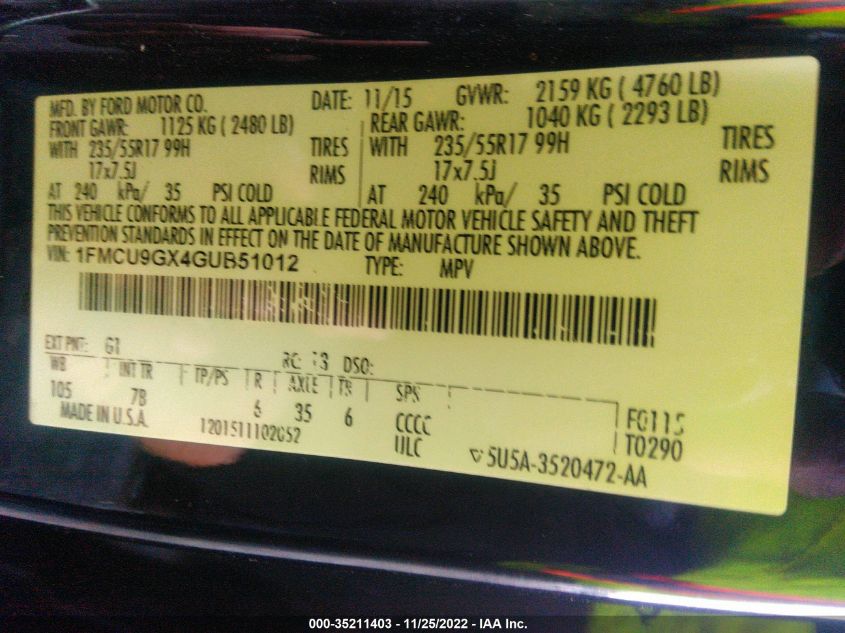 MFD. BY FORD MOTOR CO. DATE: 11/15 GVWR: 2159 KG ( 4760 LB)
FRONT GAWR: 1125 KG ( 2480 LB) REAR GAWR: 1040 KG ( 2293 LB)
WITH 235/55R17 99H TIRES WITH 235/55R17 99H TIRES
17x7.5J RIMS 17x7.5J RIMS
AT 240 kPa/ 35 PSI COLD AT 240 kPa/ 35 PSI COLD
THIS VEHICLE CONFORMS TO ALL APPLICABLE FEDERAL MOTOR VEHICLE SAFETY AND THEFT
PREVENTION STANDARDS IN EFFECT ON THE DATE OF MANUFACTURE SHOWN ABOVE.
VIN: 1FMCU9GX4GUB51012 TYPE: MPV
EXT PNT: G1 RC: 13 DSO:
WB INT TR TP/PS R AXLE TR SPS
105 7B 6 35 6 CCCC F0115
MADE IN U.S.A. 1201511102052 ULC T0290
5U5A-3520472-AA
000-35211403 - 11/25/2022 - IAA Inc.